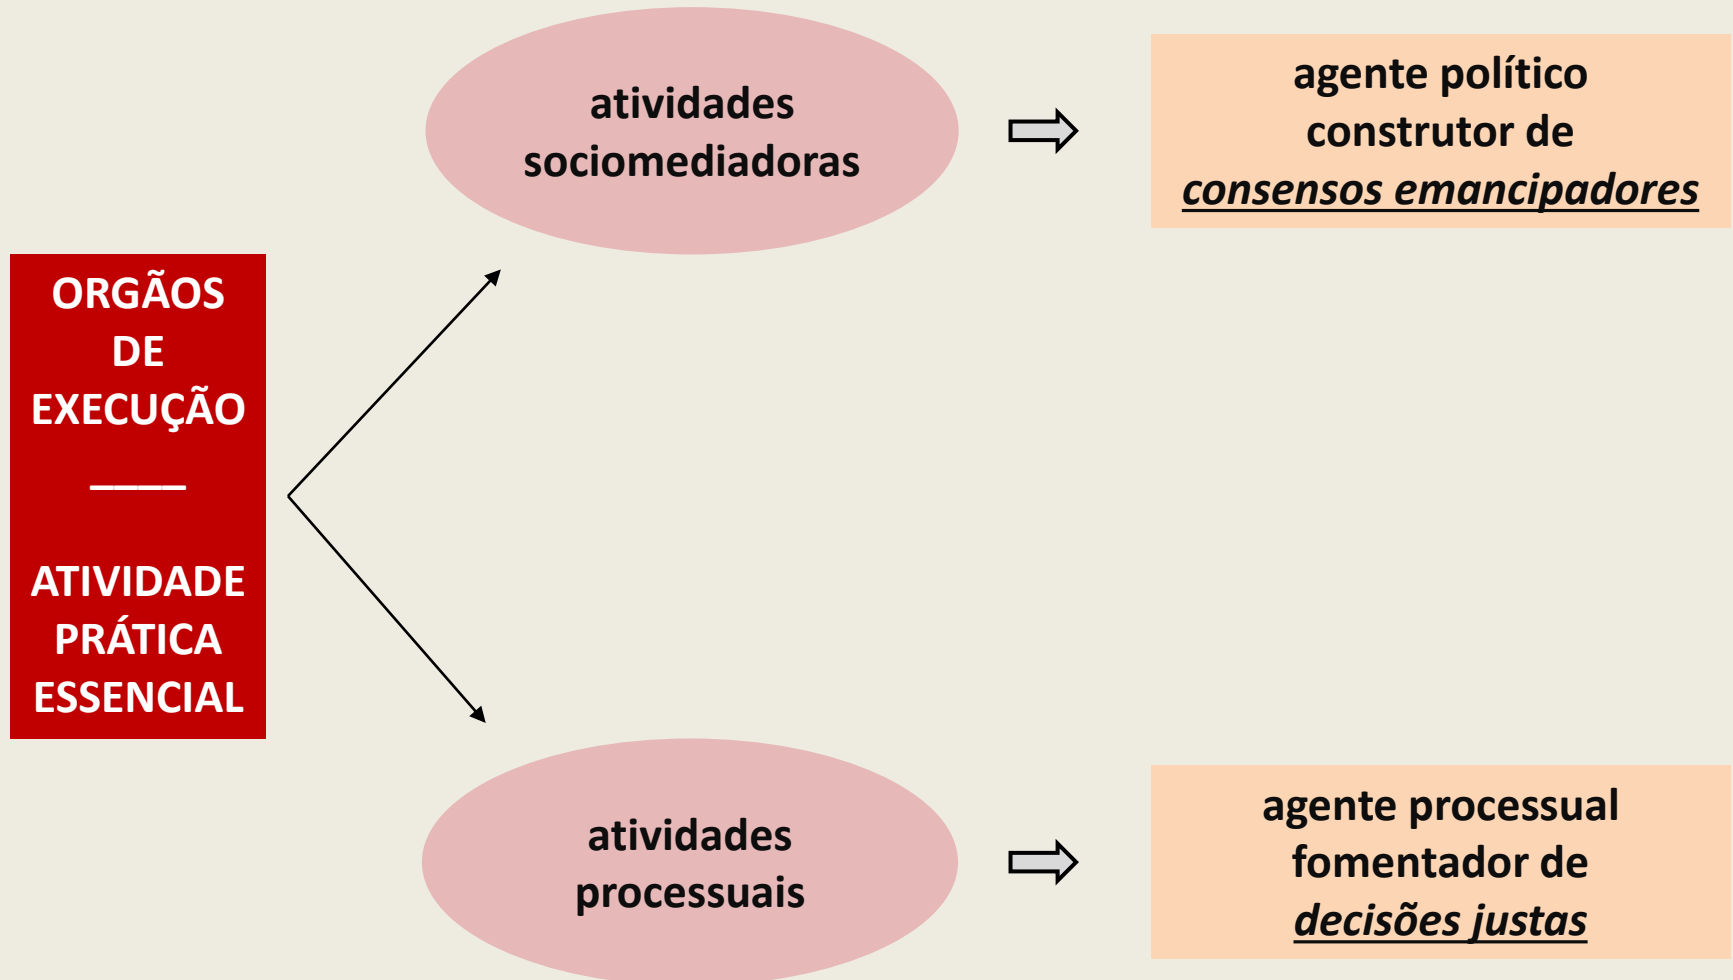 ORGÃOS
DE
EXECUÇÃO
____
ATIVIDADE
PRÁTICA
ESSENCIAL
atividades
sociomediadoras
agente político
construtor de
consensos emancipadores
atividades
processuais
agente processual
fomentador de
decisões justas